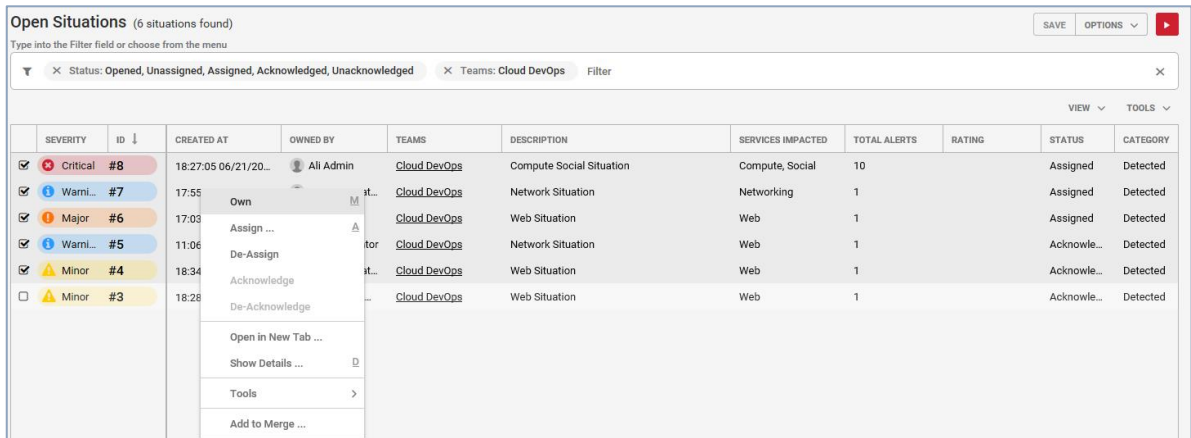 Open Situations (6 situations found)
SAVE OPTIONS
Type into the Filter field or choose from the menu
Status: Opened, Unassigned, Assigned, Acknowledged, Unacknowledged Teams: Cloud DevOps Filter
VIEW TOOLS
SEVERITY ID CREATED AT OWNED BY TEAMS DESCRIPTION SERVICES IMPACTED TOTAL ALERTS RATING STATUS CATEGORY
Critical #8 18:27:05 06/21/20... Ali Admin Cloud DevOps Compute Social Situation Compute, Social 10 Assigned Detected
Warni... #7 17:55 at... Cloud DevOps Network Situation Networking 1 Assigned Detected
Major #6 17:03 Cloud DevOps Web Situation Web 1 Assigned Detected
Warni... #5 11:06 tor Cloud DevOps Network Situation Web 1 Acknowle... Detected
Minor #4 18:34 at... Cloud DevOps Web Situation Web 1 Acknowle... Detected
Minor #3 18:28 ... Cloud DevOps Web Situation Web 1 Acknowle... Detected
Own M
Assign ... A
De-Assign
Acknowledge
De-Acknowledge
Open in New Tab ...
Show Details ... D
Tools
Add to Merge ...